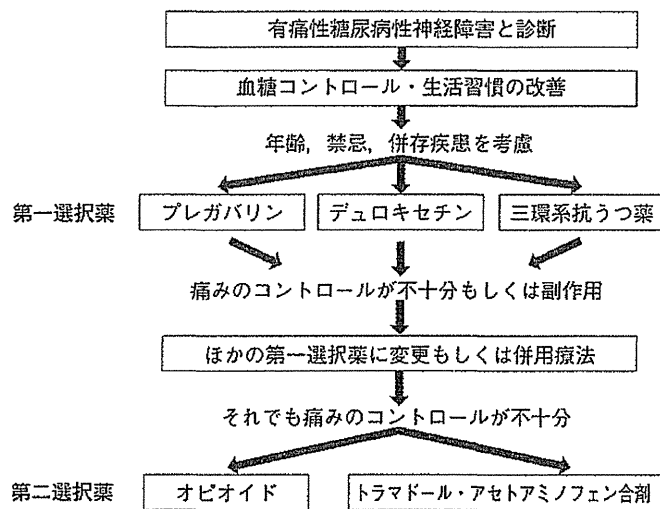 有痛性糖尿病性神経障害と診断
血糖コントロール・生活習慣の改善
年齢，禁忌，併存疾患を考慮
第一選択薬 プレガバリン デュロキセチン 三環系抗うつ薬
痛みのコントロールが不十分もしくは副作用
ほかの第一選択薬に変更もしくは併用療法
それでも痛みのコントロールが不十分
第二選択薬 オピオイド トラマドール・アセトアミノフェン合剤